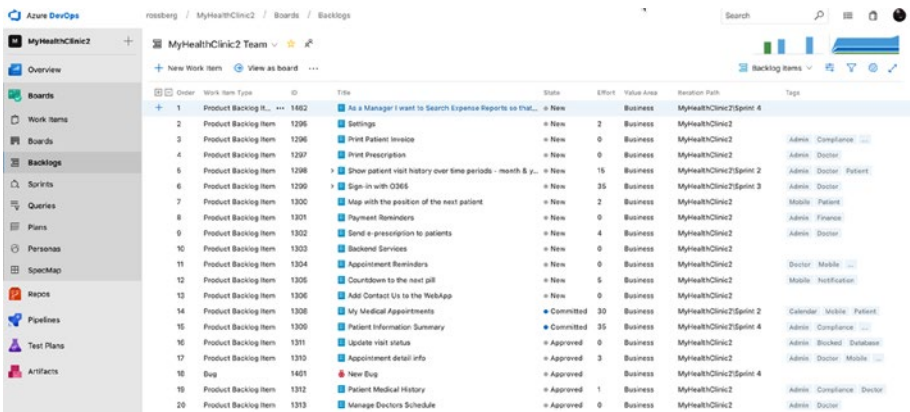 Azure DevOps rossberg / MyHealthClinic2 / Boards / Backlogs Search
MyHealthClinic2 +
MyHealthClinic2 Team
Overview
+ New Work Item View as board ... Backlog items
Boards
Order Work Item Type ID Title State Effort Value Area Iteration Path Tags
+ 1 Product Backlog It... ... 1462 As a Manager I want to Search Expense Reports so that... New Business MyHealthClinic2\Sprint 4
Work Items
2 Product Backlog Item 1295 Settings New 2 Business MyHealthClinic2
Boards
3 Product Backlog Item 1296 Print Patient Invoice New 0 Business MyHealthClinic2 Admin Compliance ...
4 Product Backlog Item 1297 Print Prescription New 0 Business MyHealthClinic2 Admin Doctor
Backlogs
5 Product Backlog Item 1298 > Show patient visit history over time periods - month & y... New 15 Business MyHealthClinic2\Sprint 2 Admin Doctor Patient
Sprints
6 Product Backlog Item 1299 > Sign-in with O365 New 35 Business MyHealthClinic2\Sprint 3 Admin Doctor
Queries
7 Product Backlog Item 1300 Map with the position of the next patient New 2 Business MyHealthClinic2 Mobile Patient
8 Product Backlog Item 1301 Payment Reminders New 0 Business MyHealthClinic2 Admin Finance
Plans
9 Product Backlog Item 1302 Send e-prescription to patients New 4 Business MyHealthClinic2 Admin Doctor
Personas
10 Product Backlog Item 1303 Backend Services New 0 Business MyHealthClinic2
SpecMap
11 Product Backlog Item 1304 Appointment Reminders New 0 Business MyHealthClinic2 Doctor Mobile ...
12 Product Backlog Item 1305 Countdown to the next pill New 5 Business MyHealthClinic2 Mobile Notification
Repos
13 Product Backlog Item 1306 Add Contact Us to the WebApp New 0 Business MyHealthClinic2
14 Product Backlog Item 1308 My Medical Appointments Committed 30 Business MyHealthClinic2\Sprint 2 Calendar Mobile Patient
Pipelines
15 Product Backlog Item 1309 Patient Information Summary Committed 35 Business MyHealthClinic2\Sprint 4 Admin Compliance ...
16 Product Backlog Item 1311 Update visit status Approved 0 Business MyHealthClinic2 Admin Blocked Database
Test Plans
17 Product Backlog Item 1310 Appointment detail info Approved 3 Business MyHealthClinic2 Admin Doctor Mobile ...
Artifacts
18 Bug 1401 New Bug Approved Business MyHealthClinic2\Sprint 4
19 Product Backlog Item 1312 Patient Medical History Approved 1 Business MyHealthClinic2 Admin Compliance Doctor
20 Product Backlog Item 1313 Manage Doctors Schedule Approved 0 Business MyHealthClinic2 Admin Doctor